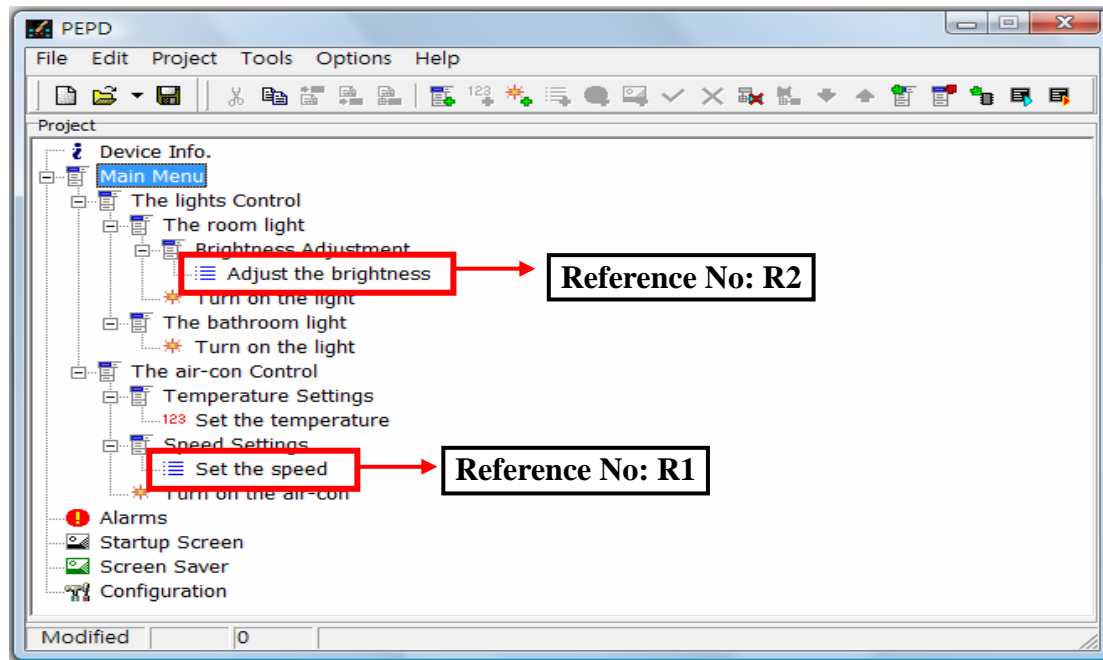 PEPD
File Edit Project Tools Options Help
Project
Device Info.
Main Menu
The lights Control
The room light
Brightness Adjustment
Adjust the brightness
Reference No: R2
Turn on the light
The bathroom light
Turn on the light
The air-con Control
Temperature Settings
123 Set the temperature
Speed Settings
Set the speed
Reference No: R1
Turn on the air-con
Alarms
Startup Screen
Screen Saver
Configuration
Modified 0